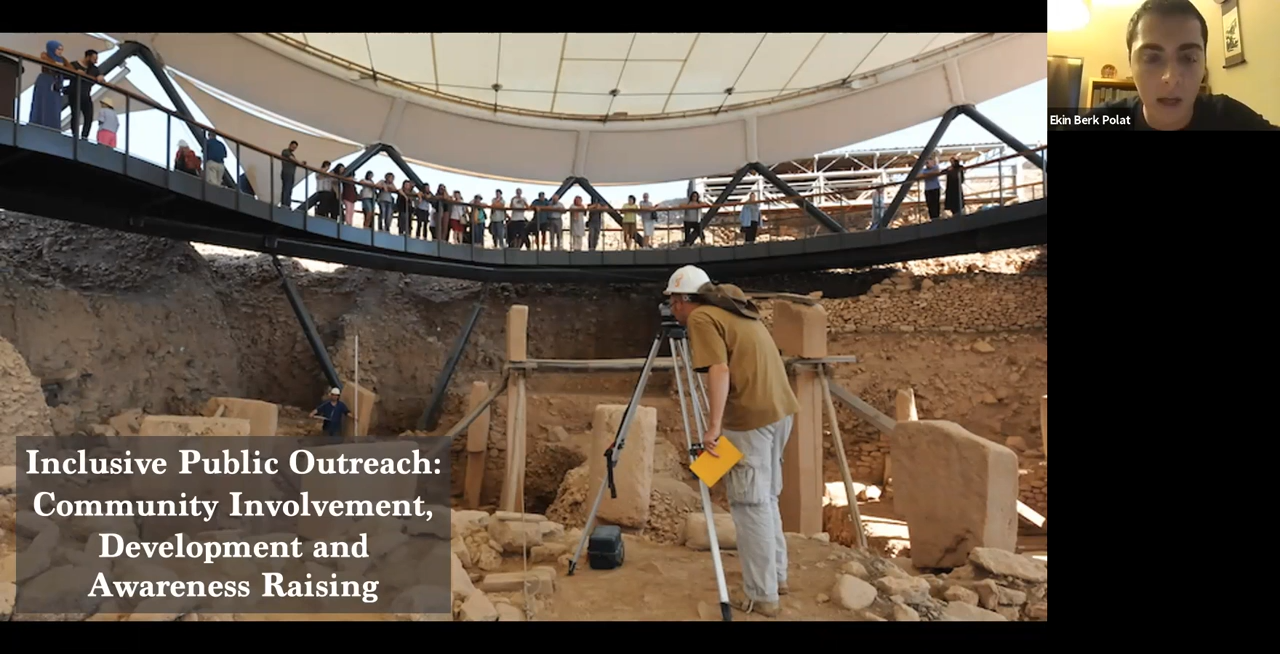 Ekin Berk Polat
Inclusive Public Outreach:
Community Involvement,
Development and
Awareness Raising